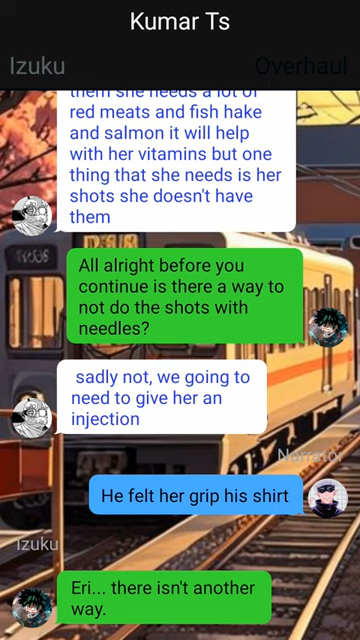 Kumar Ts
Izuku
Overhaul
them she needs a lot of
red meats and fish hake
and salmon it will help
with her vitamins but one
thing that she needs is her
shots she doesn't have
them
All alright before you
continue is there a way to
not do the shots with
needles?
sadly not, we going to
need to give her an
injection
Narrator
He felt her grip his shirt
Izuku
Eri... there isn't another
way.